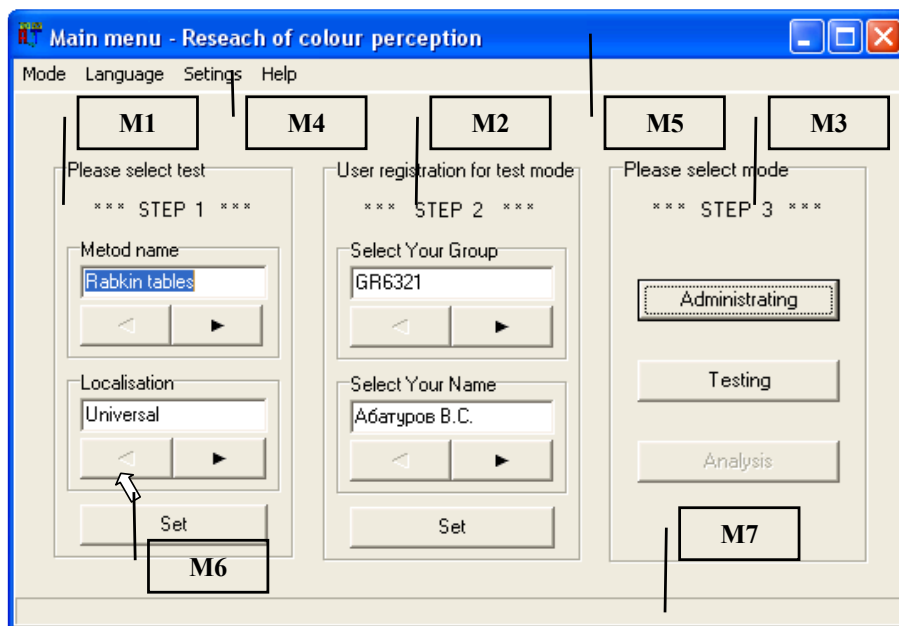 Main menu - Reseach of colour perception
Mode Language Setings Help
M1 M4 M2 M5 M3
Please select test
*** STEP 1 ***
Metod name
Rabkin tables
Localisation
Universal
Set
M6
User registration for test mode
*** STEP 2 ***
Select Your Group
GR6321
Select Your Name
Абатуров В.С.
Set
Please select mode
*** STEP 3 ***
Administrating
Testing
Analysis
M7